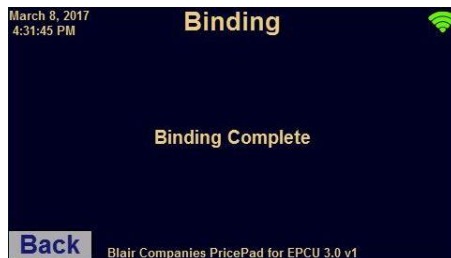 March 8, 2017
4:31:45 PM
Binding
Binding Complete
Back
Blair Companies PricePad for EPCU 3.0 v1